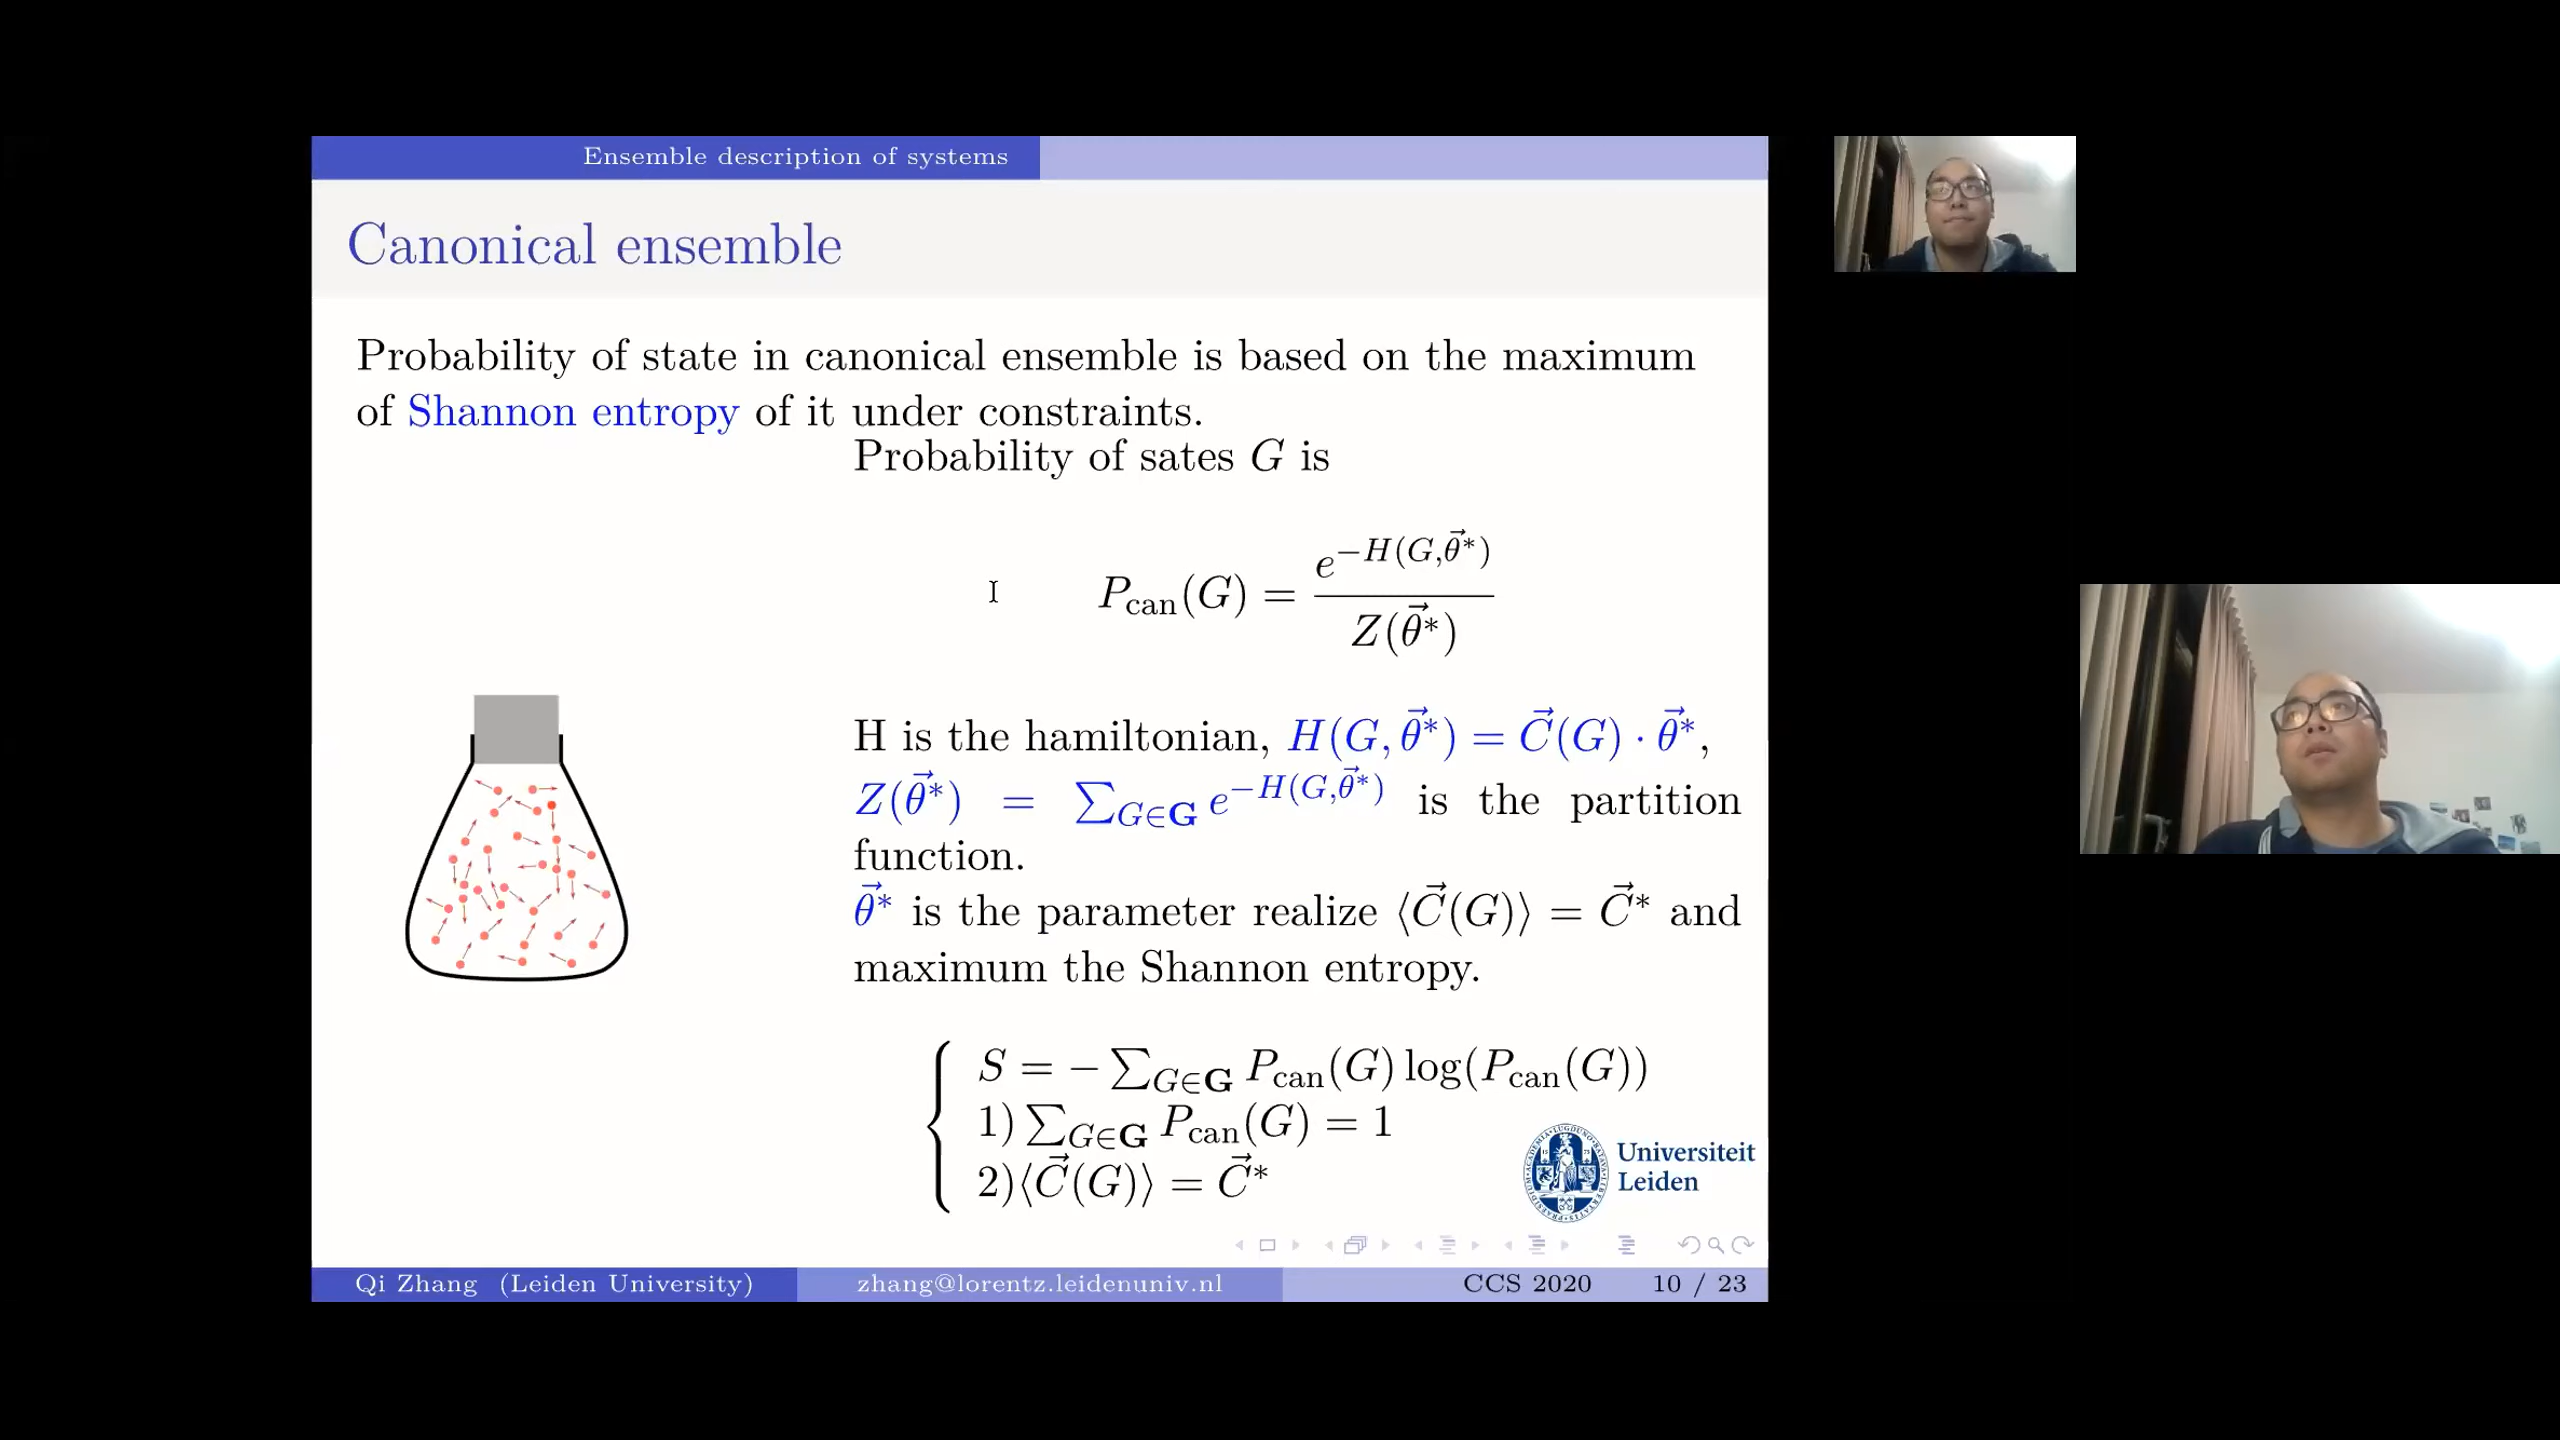 Ensemble description of systems
Canonical ensemble
Probability of state in canonical ensemble is based on the maximum
of Shannon entropy of it under constraints.
Probability of sates G is
P_can(G) = e^{-H(G,θ⃗*)} / Z(θ⃗*)
H is the hamiltonian, H(G, θ⃗*) = C⃗(G) · θ⃗*,
Z(θ⃗*) = ∑_{G∈𝐆} e^{-H(G,θ⃗*)} is the partition
function.
θ⃗* is the parameter realize ⟨C⃗(G)⟩ = C⃗* and
maximum the Shannon entropy.
S = − ∑_{G∈𝐆} P_can(G) log(P_can(G))
1) ∑_{G∈𝐆} P_can(G) = 1
2)⟨C⃗(G)⟩ = C⃗*
Universiteit
Leiden
Qi Zhang (Leiden University) zhang@lorentz.leidenuniv.nl CCS 2020 10 / 23